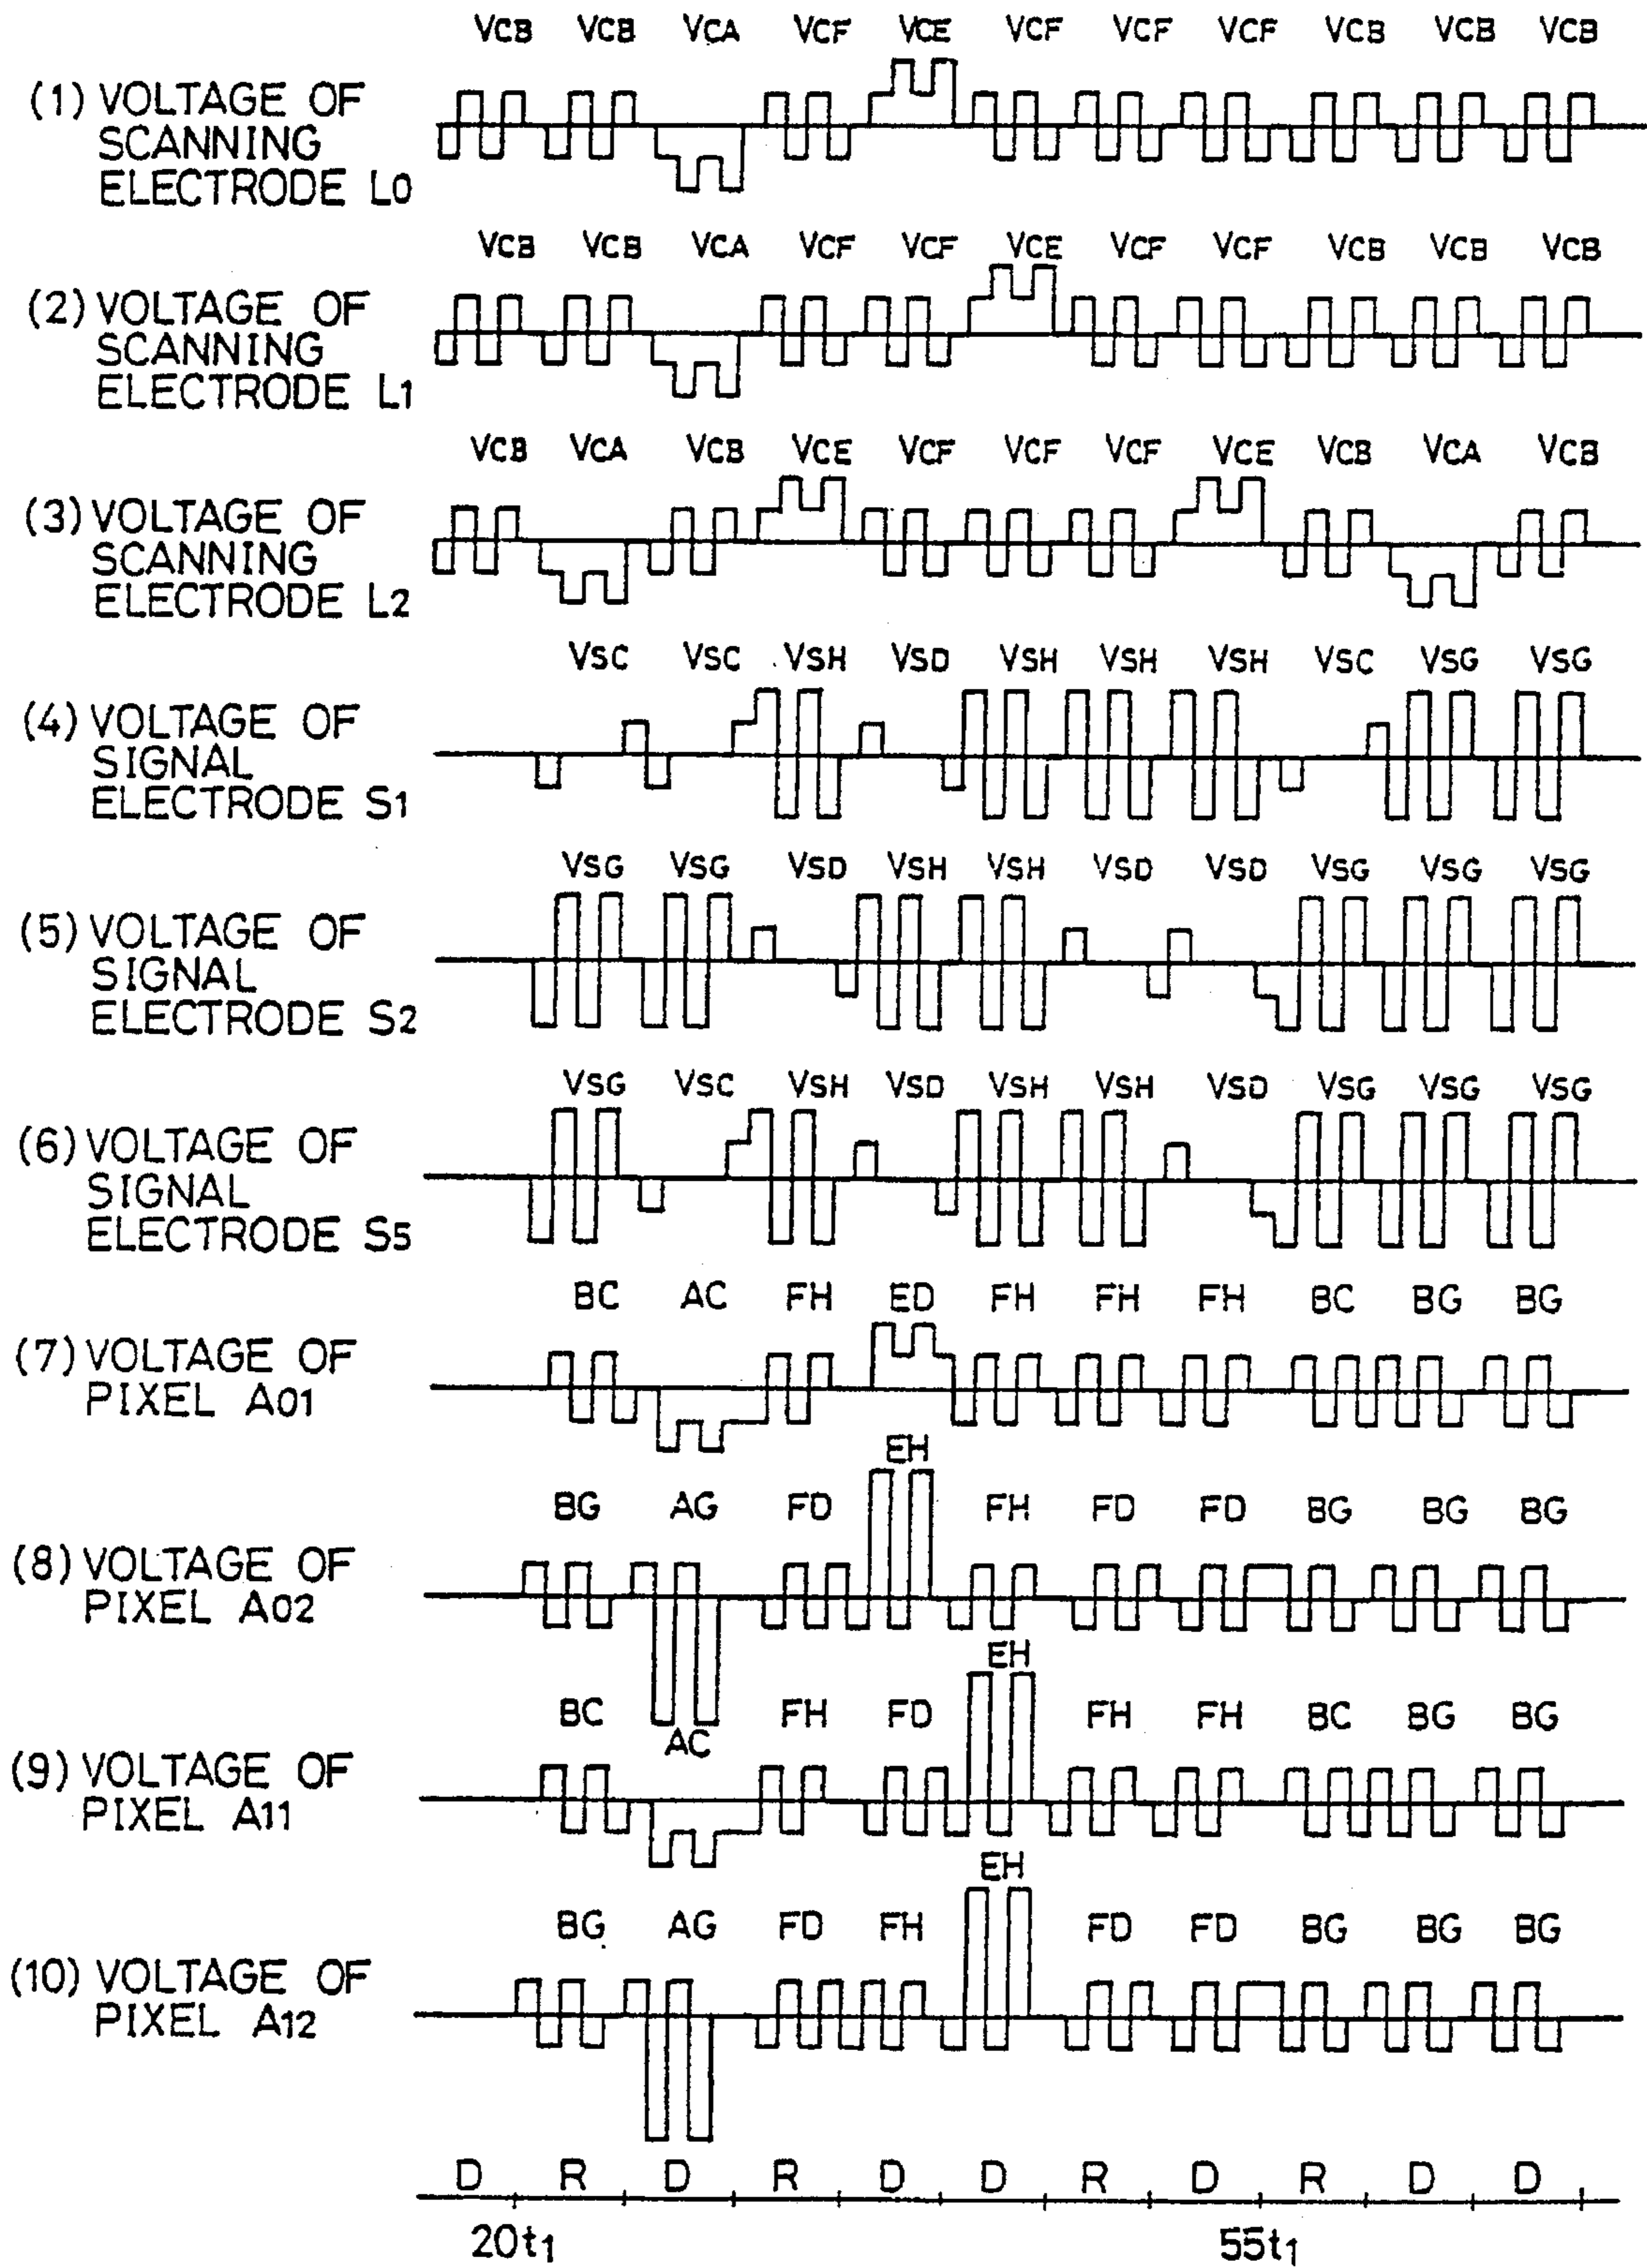 VCB VCB VCA VCF VCE VCF VCF VCF VCB VCB VCB
(1) VOLTAGE OF
SCANNING
ELECTRODE L0
VCB VCB VCA VCF VCF VCE VCF VCF VCB VCB VCB
(2) VOLTAGE OF
SCANNING
ELECTRODE L1
VCB VCA VCB VCE VCF VCF VCF VCE VCB VCA VCB
(3) VOLTAGE OF
SCANNING
ELECTRODE L2
VSC VSC VSH VSD VSH VSH VSH VSC VSG VSG
(4) VOLTAGE OF
SIGNAL
ELECTRODE S1
VSG VSG VSD VSH VSH VSD VSD VSG VSG VSG
(5) VOLTAGE OF
SIGNAL
ELECTRODE S2
VSG VSC VSH VSD VSH VSH VSD VSG VSG VSG
(6) VOLTAGE OF
SIGNAL
ELECTRODE S5
BC AC FH ED FH FH FH BC BG BG
(7) VOLTAGE OF
PIXEL A01
EH
BG AG FD FH FD FD BG BG BG
(8) VOLTAGE OF
PIXEL A02
EH
BC FH FD FH FH BC BG BG
AC
(9) VOLTAGE OF
PIXEL A11
EH
BG AG FD FH FD FD BG BG BG
(10) VOLTAGE OF
PIXEL A12
D R D R D D R D R D D
20t1 55t1